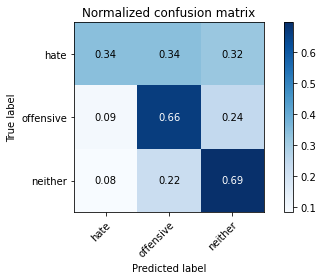 Normalized confusion matrix
hate 0.34 0.34 0.32
offensive 0.09 0.66 0.24
neither 0.08 0.22 0.69
hate offensive neither
True label
Predicted label
0.6
0.5
0.4
0.3
0.2
0.1